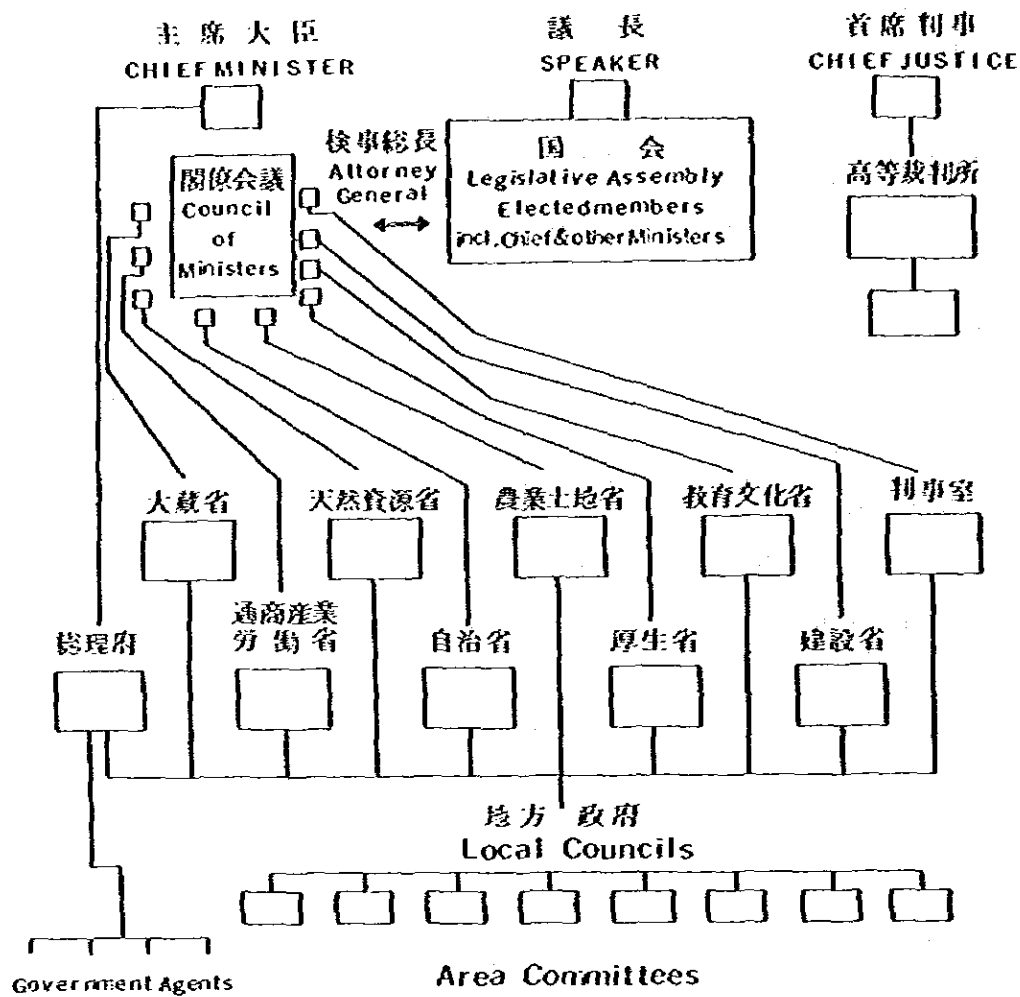 主席大臣
CHIEF MINISTER
議長
SPEAKER
首席判事
CHIEF JUSTICE
検事総長
Attorney
General
閣僚会議
Council
of
Ministers
国会
Legislative Assembly
Elected members
incl. Chief & other Ministers
高等裁判所
大蔵省
天然資源省
農業土地省
教育文化省
判事室
総理府
通商産業
労働省
自治省
厚生省
建設省
地方政府
Local Councils
Government Agents
Area Committees